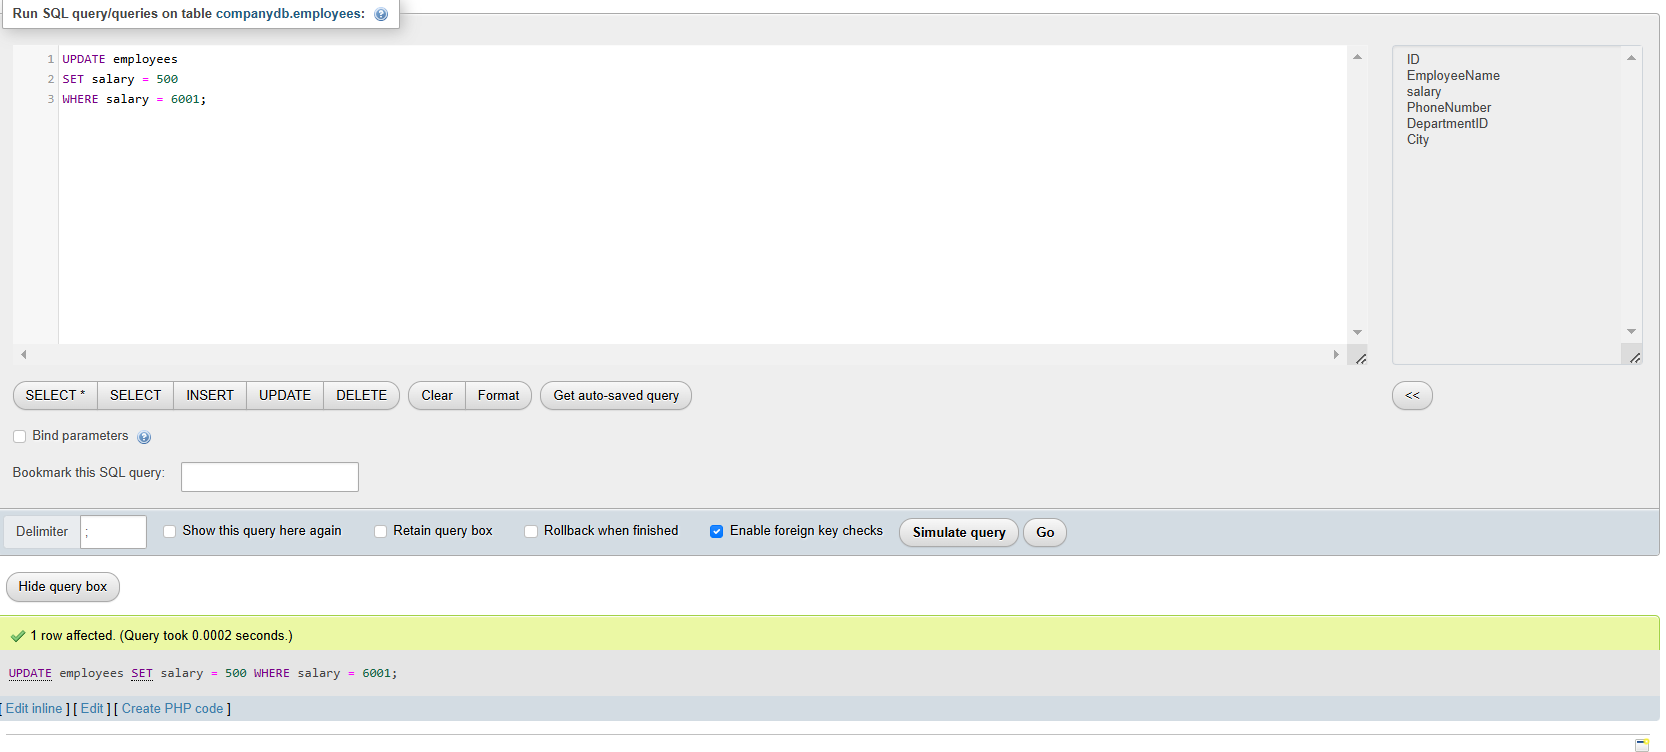 Run SQL query/queries on table companydb.employees:
1 UPDATE employees
2 SET salary = 500
3 WHERE salary = 6001;
ID
EmployeeName
salary
PhoneNumber
DepartmentID
City
SELECT * SELECT INSERT UPDATE DELETE Clear Format Get auto-saved query <<
Bind parameters
Bookmark this SQL query:
Delimiter ; Show this query here again Retain query box Rollback when finished Enable foreign key checks Simulate query Go
Hide query box
1 row affected. (Query took 0.0002 seconds.)
UPDATE employees SET salary = 500 WHERE salary = 6001;
[ Edit inline ] [ Edit ] [ Create PHP code ]